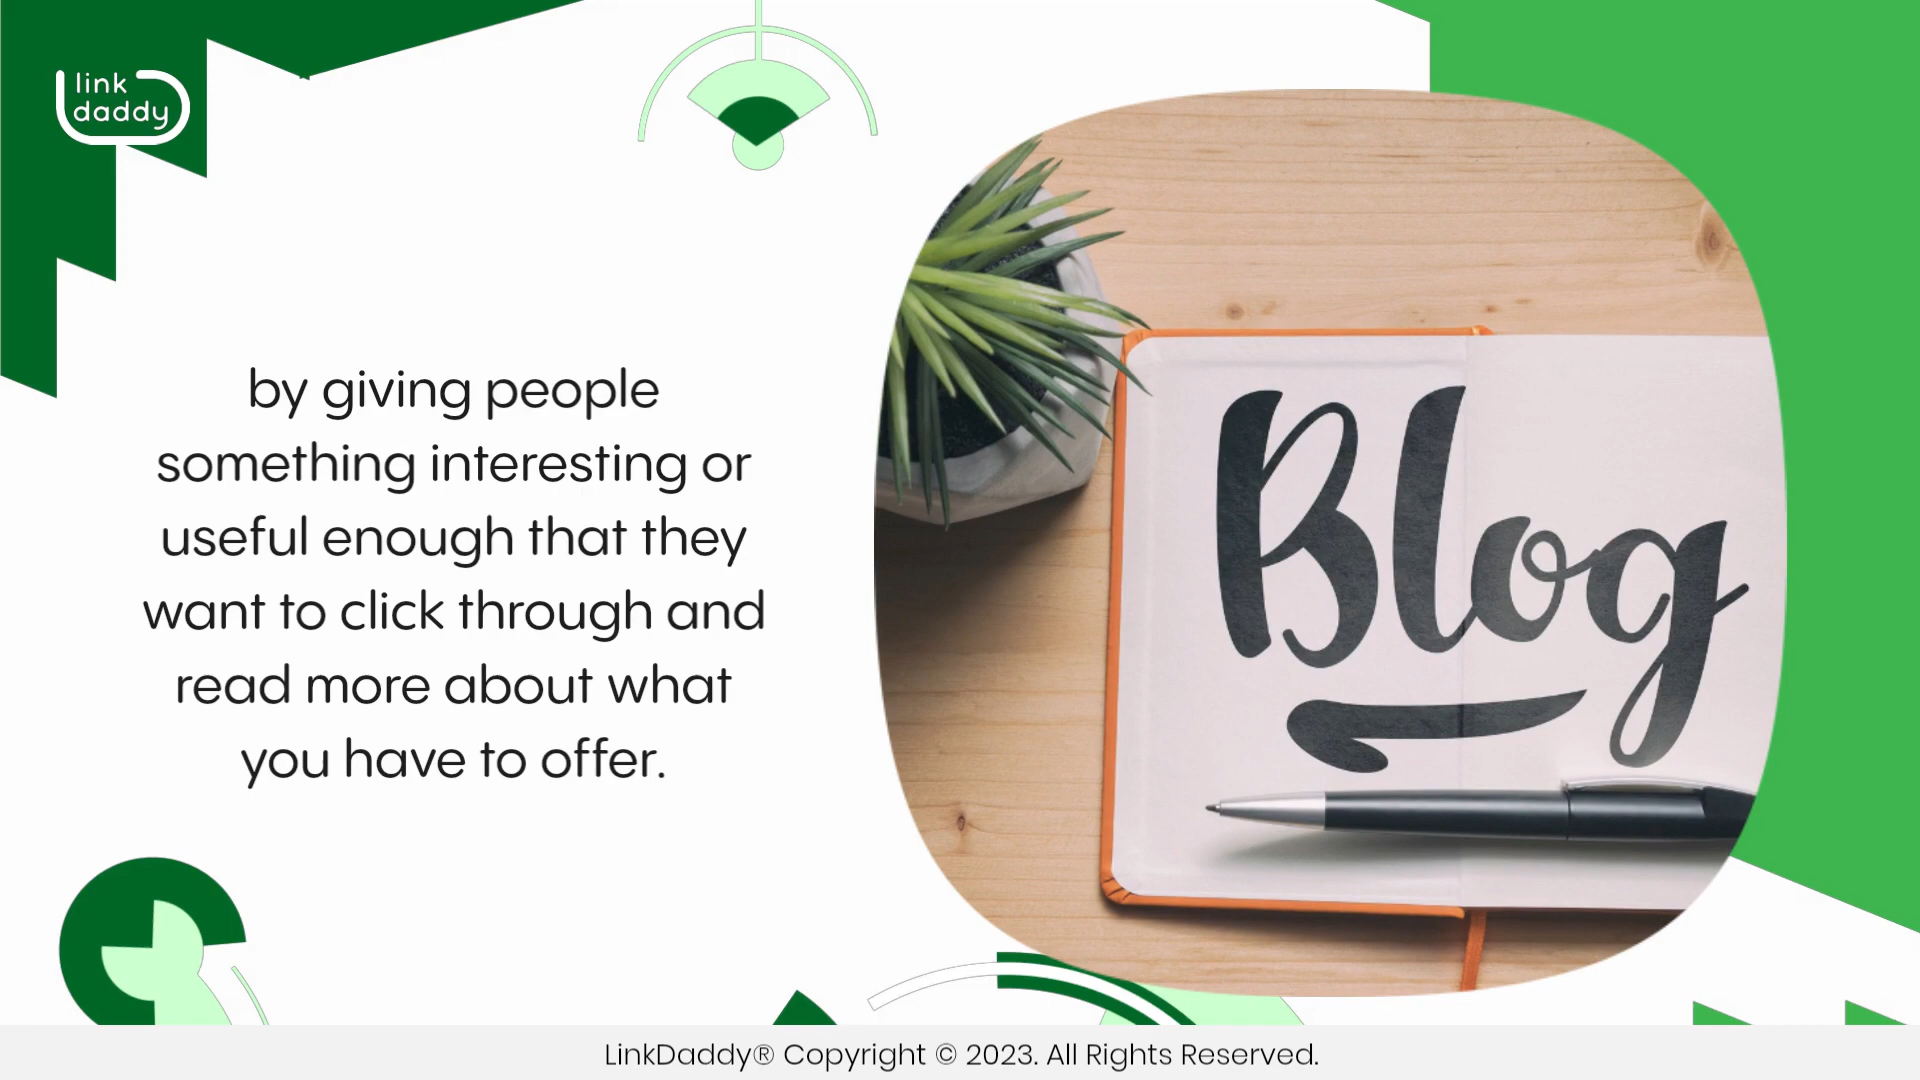 link
daddy
by giving people
something interesting or
useful enough that they
want to click through and
read more about what
you have to offer.
Blog
LinkDaddy® Copyright © 2023. All Rights Reserved.